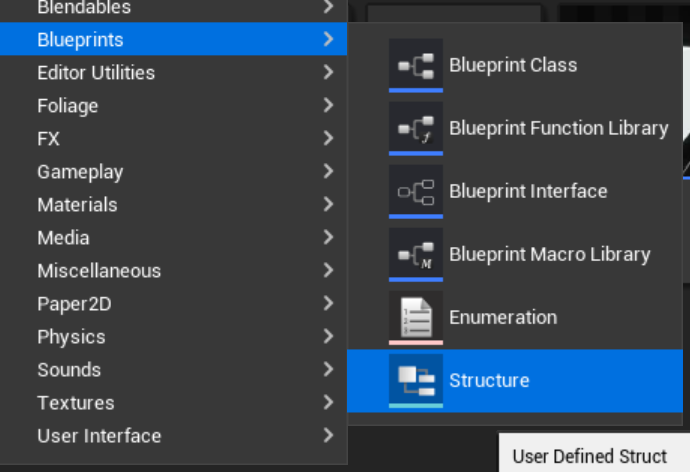 Blendables
Blueprints
Editor Utilities
Foliage
FX
Gameplay
Materials
Media
Miscellaneous
Paper2D
Physics
Sounds
Textures
User Interface
Blueprint Class
Blueprint Function Library
Blueprint Interface
Blueprint Macro Library
Enumeration
Structure
User Defined Struct